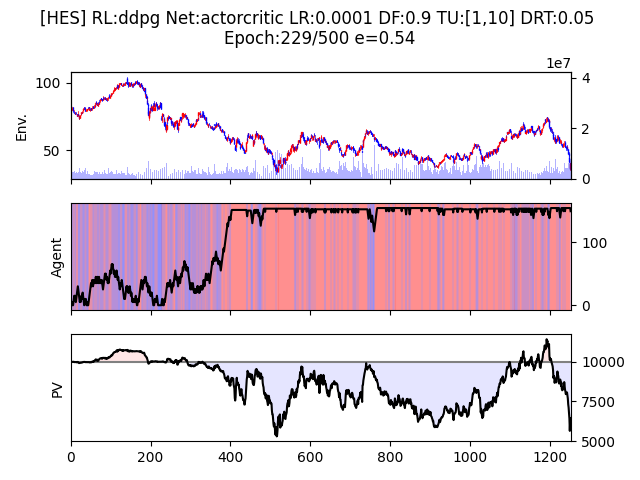 [HES] RL:ddpg Net:actorcritic LR:0.0001 DF:0.9 TU:[1,10] DRT:0.05
Epoch:229/500 e=0.54
1e7
100
50
Env.
4
2
0
Agent
100
0
PV
10000
7500
5000
0 200 400 600 800 1000 1200